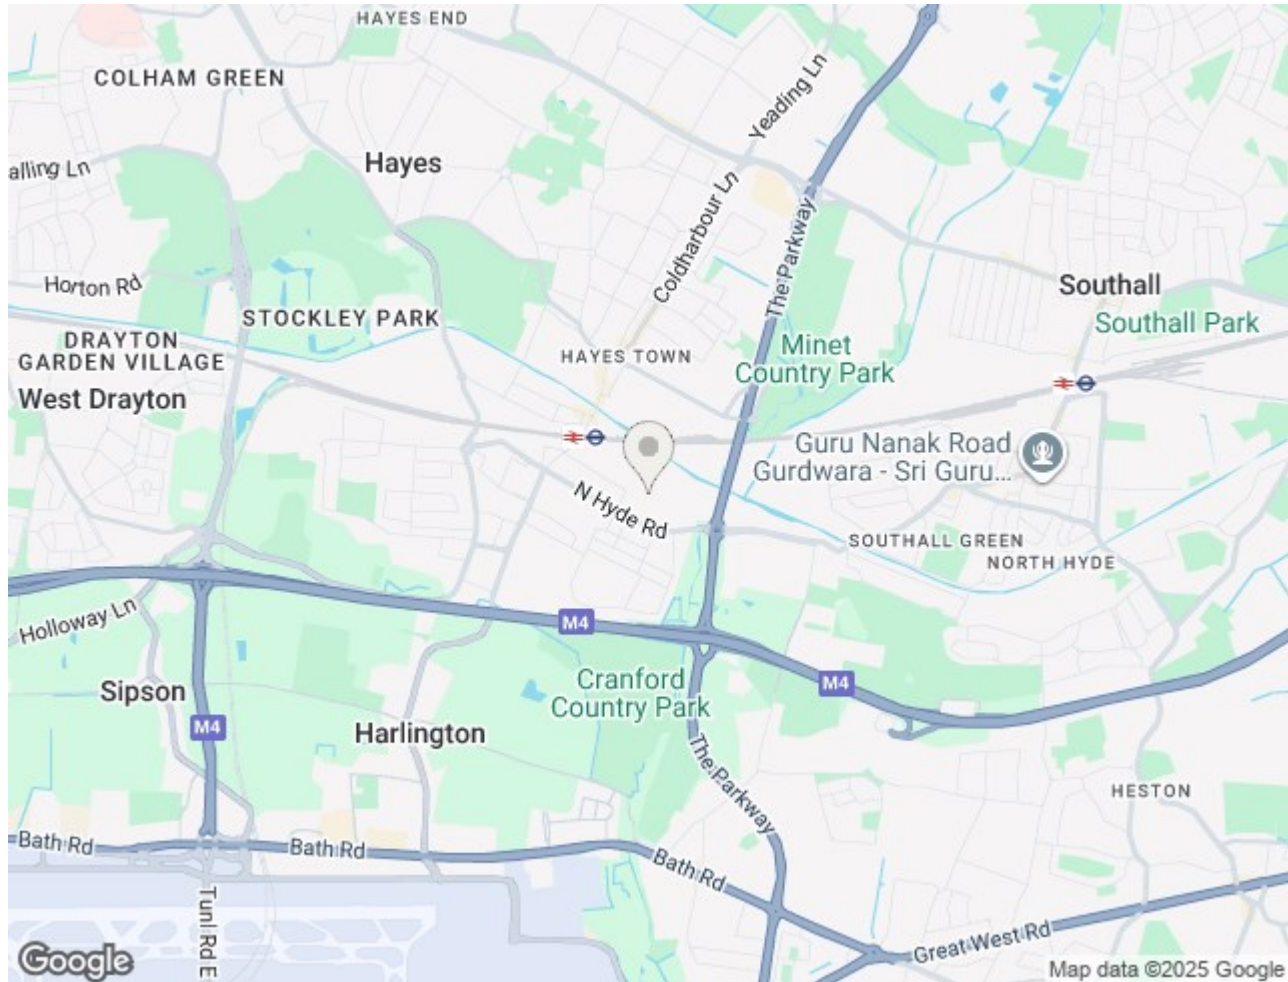 HAYES END
COLHAM GREEN
Yeading Ln
Hayes
alling Ln
Coldharbour Ln
The Parkway
Horton Rd
Southall
STOCKLEY PARK
Southall Park
DRAYTON
GARDEN VILLAGE
HAYES TOWN
Minet
Country Park
West Drayton
Guru Nanak Road
Gurdwara - Sri Guru...
N Hyde Rd
SOUTHALL GREEN
NORTH HYDE
Holloway Ln
M4
Cranford
Country Park
M4
Sipson
M4
Harlington
The Parkway
HESTON
Bath Rd
Bath Rd
Bath Rd
Tunl Rd E
Great West Rd
Google
Map data ©2025 Google